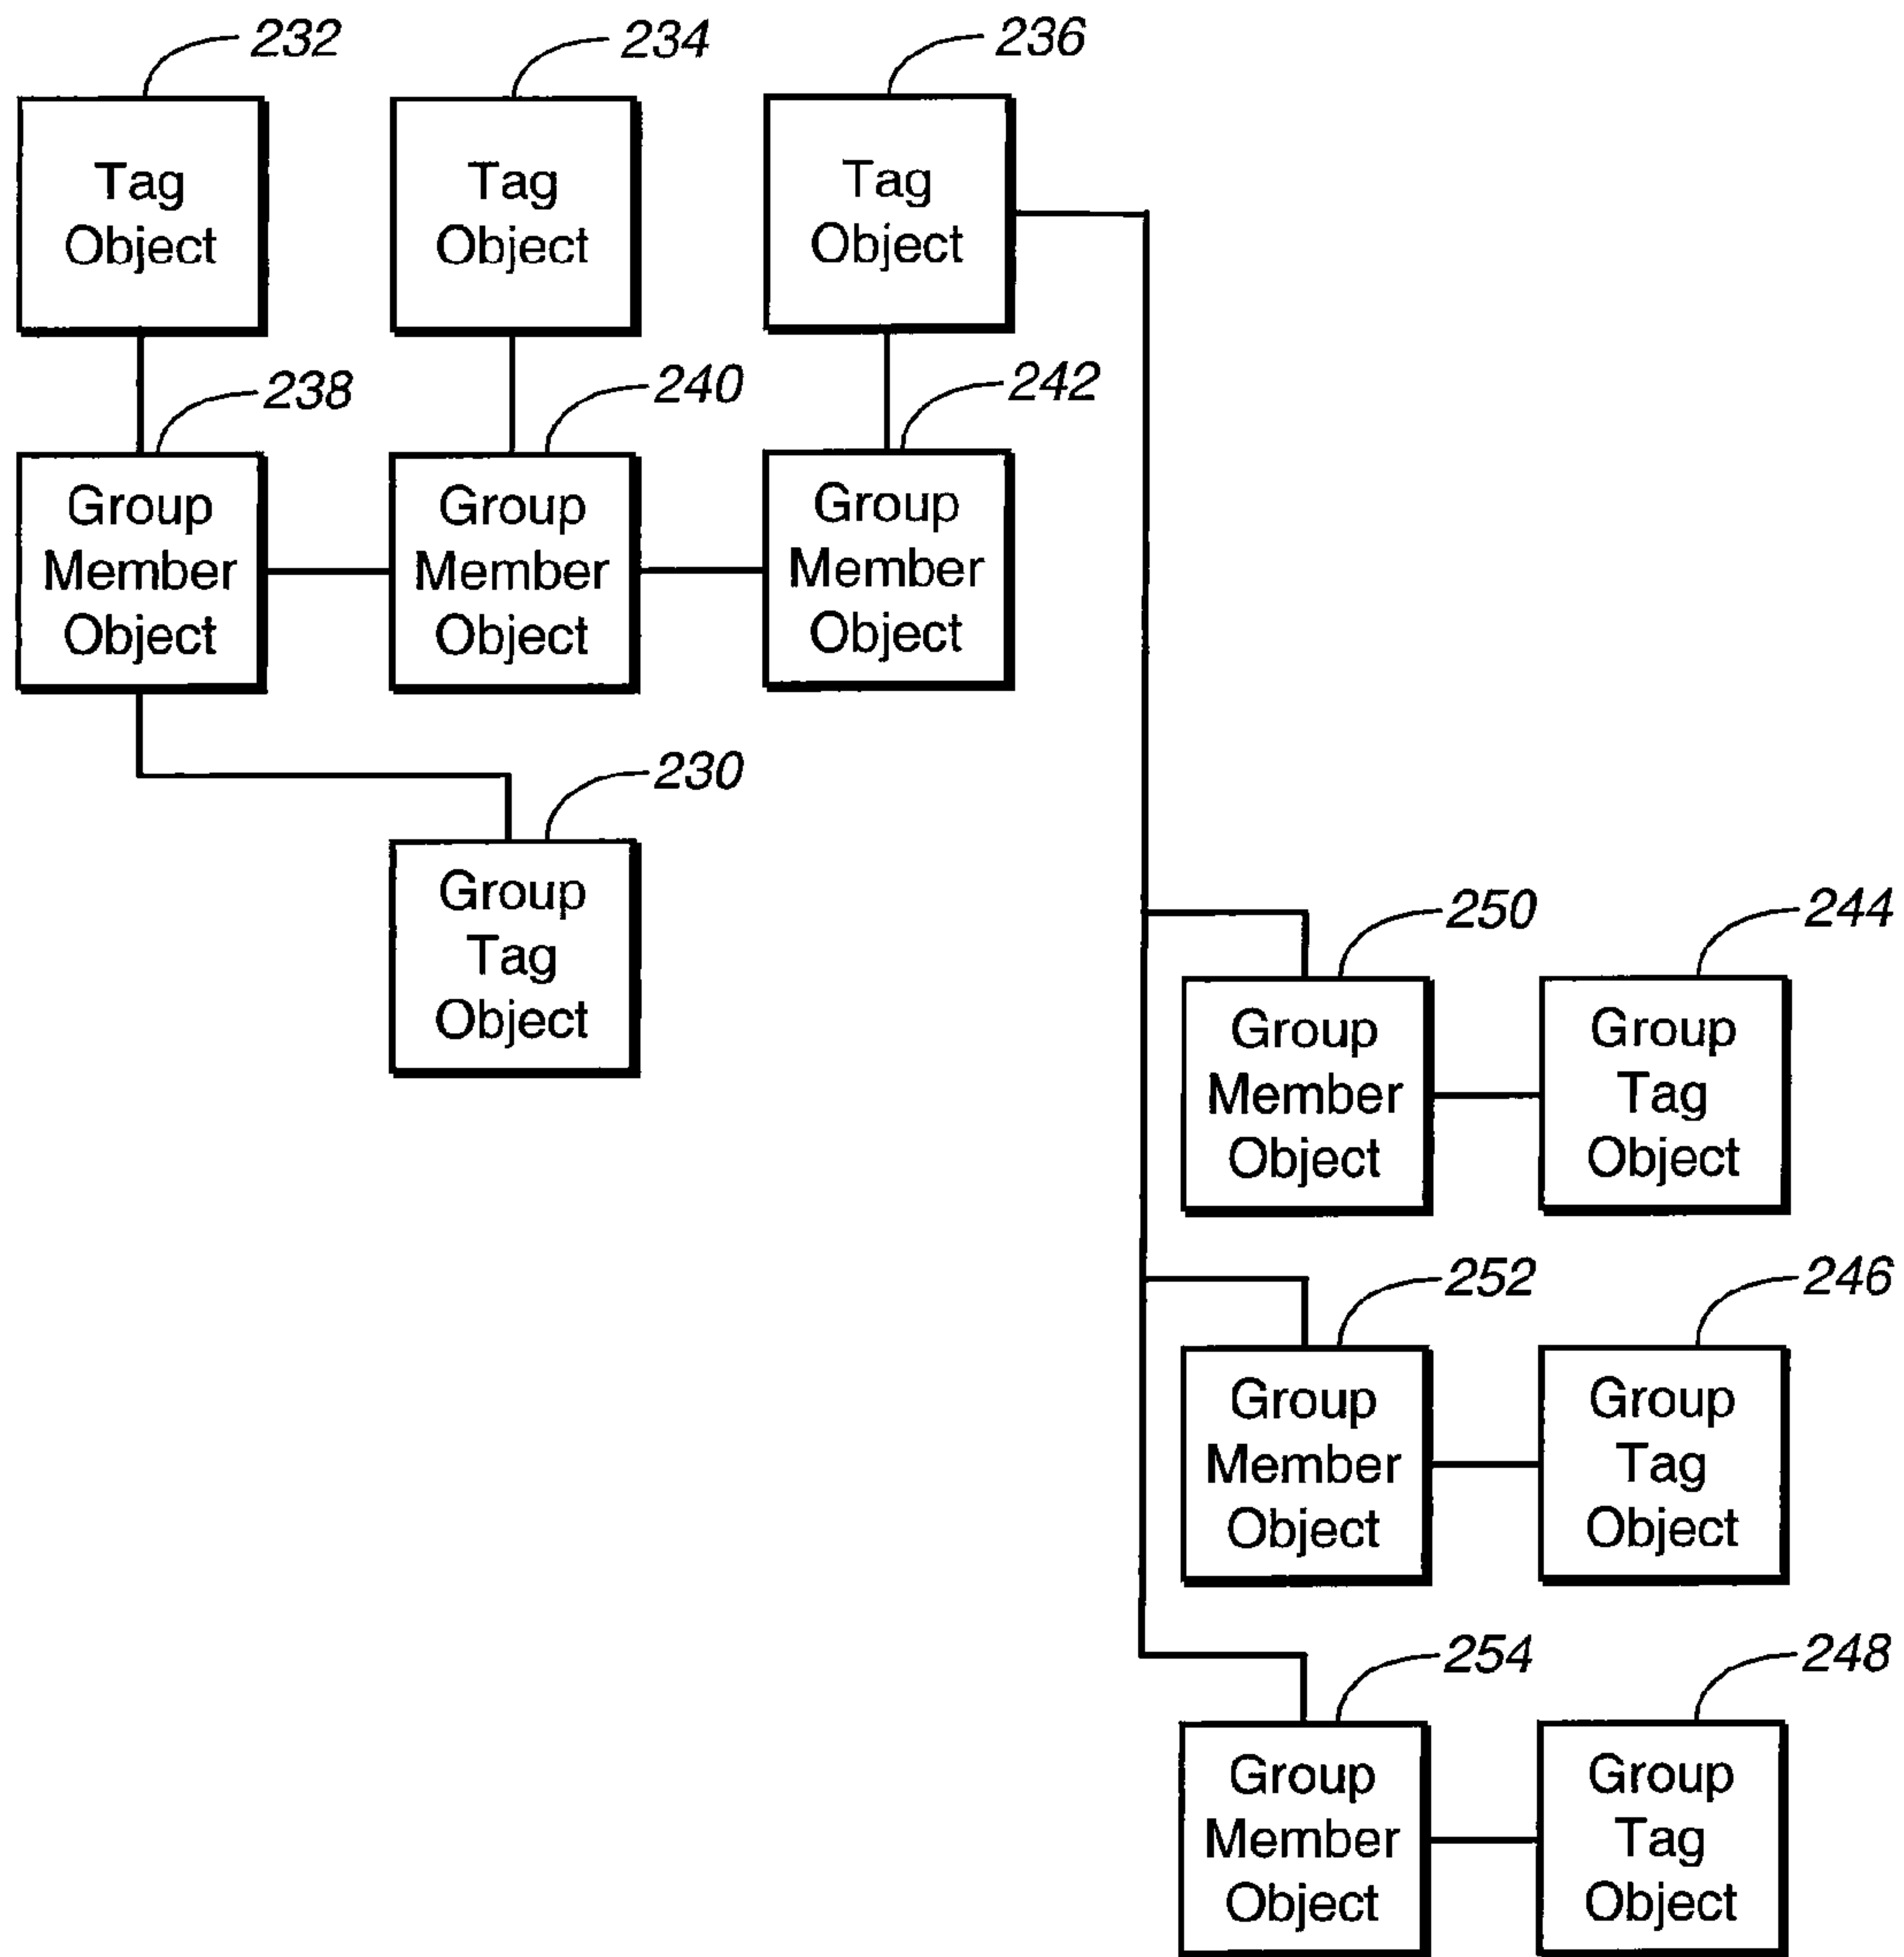 232
234
236
Tag
Object
Tag
Object
Tag
Object
238
240
242
Group
Member
Object
Group
Member
Object
Group
Member
Object
230
Group
Tag
Object
250
244
Group
Member
Object
Group
Tag
Object
252
246
Group
Member
Object
Group
Tag
Object
254
248
Group
Member
Object
Group
Tag
Object